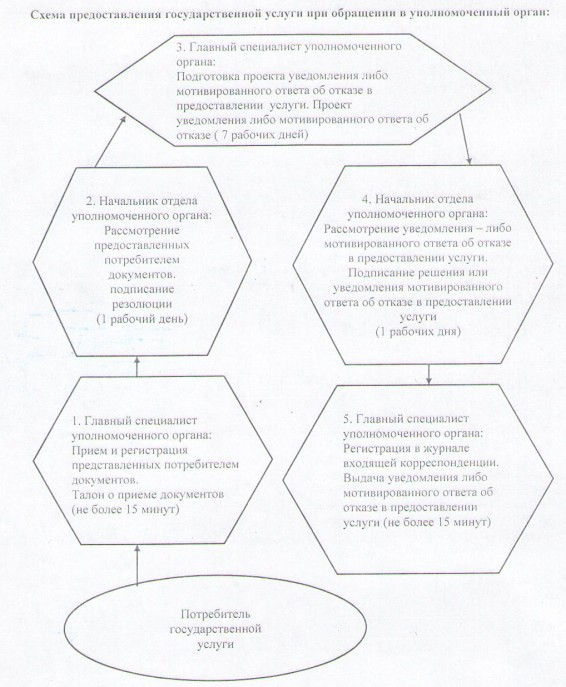 Схема предоставления государственной услуги при обращении в уполномоченный орган:
3. Главный специалист уполномоченного
органа:
Подготовка проекта уведомления либо
мотивированного ответа об отказе в
предоставлении услуги. Проект
уведомления либо мотивированного ответа об
отказе ( 7 рабочих дней)
2. Начальник отдела
уполномоченного органа:
Рассмотрение
предоставленных
потребителем
документов.
подписание
резолюции
(1 рабочий день)
4. Начальник отдела
уполномоченного органа:
Рассмотрение уведомления – либо
мотивированного ответа об отказе
в предоставлении услуги.
Подписание решения или
уведомления мотивированного
ответа об отказе в предоставлении
услуги
(1 рабочих дня)
1. Главный специалист
уполномоченного органа:
Прием и регистрация
представленных потребителем
документов.
Талон о приеме документов
(не более 15 минут)
5. Главный специалист
уполномоченного органа:
Регистрация в журнале
входящей корреспонденции.
Выдача уведомления либо
мотивированного ответа об
отказе в предоставлении
услуги (не более 15 минут)
Потребитель
государственной
услуги